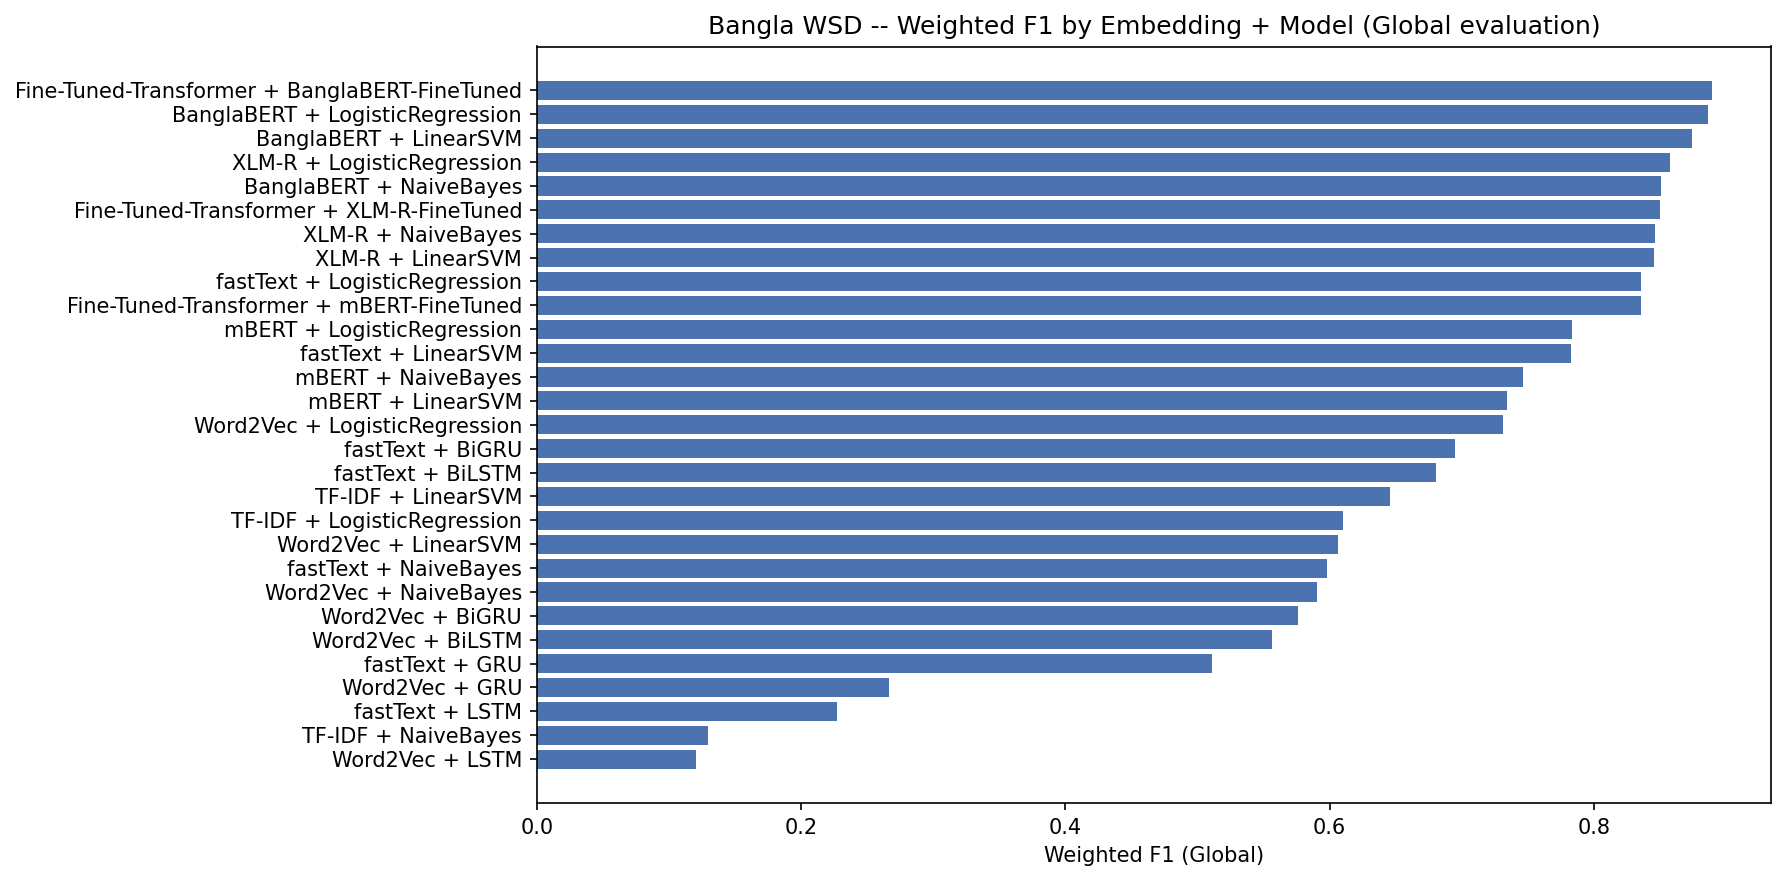 Bangla WSD -- Weighted F1 by Embedding + Model (Global evaluation)
Fine-Tuned-Transformer + BanglaBERT-FineTuned
BanglaBERT + LogisticRegression
BanglaBERT + LinearSVM
XLM-R + LogisticRegression
BanglaBERT + NaiveBayes
Fine-Tuned-Transformer + XLM-R-FineTuned
XLM-R + NaiveBayes
XLM-R + LinearSVM
fastText + LogisticRegression
Fine-Tuned-Transformer + mBERT-FineTuned
mBERT + LogisticRegression
fastText + LinearSVM
mBERT + NaiveBayes
mBERT + LinearSVM
Word2Vec + LogisticRegression
fastText + BiGRU
fastText + BiLSTM
TF-IDF + LinearSVM
TF-IDF + LogisticRegression
Word2Vec + LinearSVM
fastText + NaiveBayes
Word2Vec + NaiveBayes
Word2Vec + BiGRU
Word2Vec + BiLSTM
fastText + GRU
Word2Vec + GRU
fastText + LSTM
TF-IDF + NaiveBayes
Word2Vec + LSTM
0.0 0.2 0.4 0.6 0.8
Weighted F1 (Global)